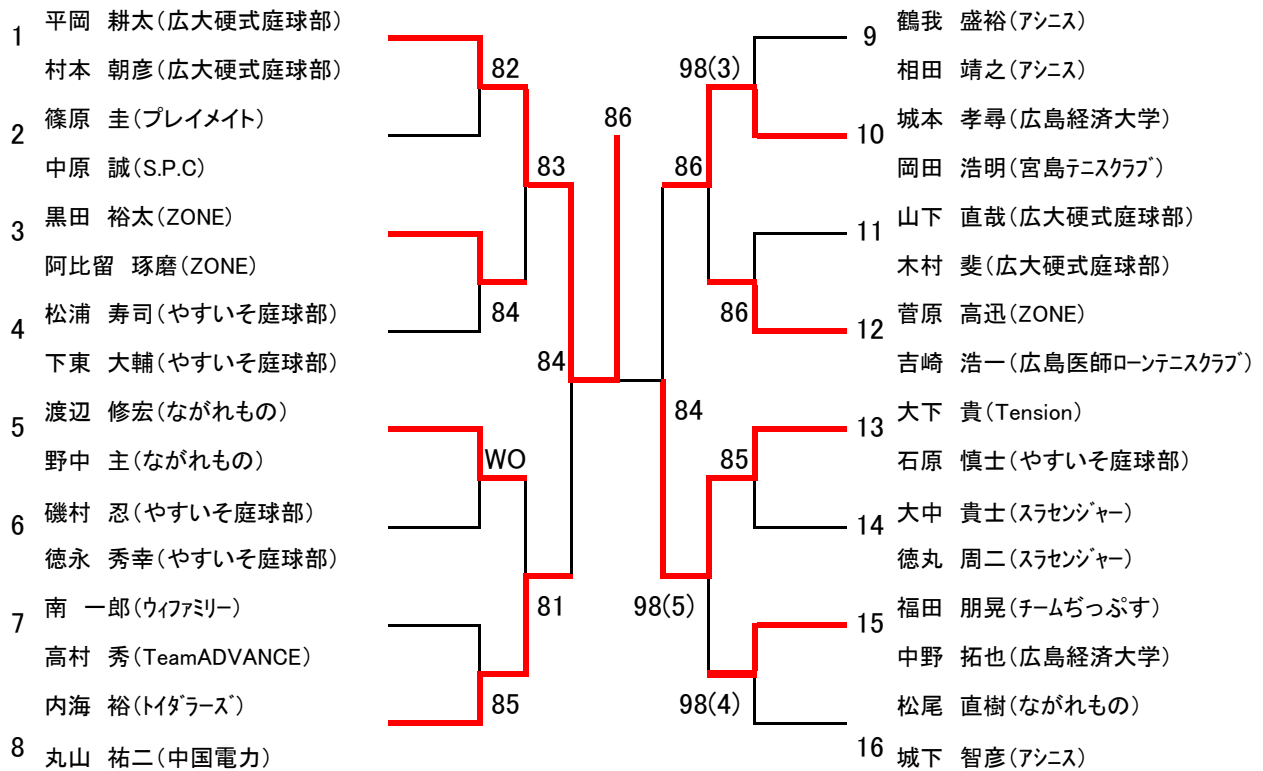 1 平岡 耕太(広大硬式庭球部)
村本 朝彦(広大硬式庭球部)
2 篠原 圭(プレイメイト)
中原 誠(S.P.C)
3 黒田 裕太(ZONE)
阿比留 琢磨(ZONE)
4 松浦 寿司(やすいそ庭球部)
下東 大輔(やすいそ庭球部)
5 渡辺 修宏(ながれもの)
野中 主(ながれもの)
6 磯村 忍(やすいそ庭球部)
徳永 秀幸(やすいそ庭球部)
7 南 一郎(ウィファミリー)
高村 秀(TeamADVANCE)
内海 裕(トイダラーズ)
8 丸山 祐二(中国電力)
82
84
WO
85
83
81
84
86
86
84
98(5)
98(3)
86
85
98(4)
9 鶴我 盛裕(アシニス)
相田 靖之(アシニス)
10 城本 孝尋(広島経済大学)
岡田 浩明(宮島テニスクラブ)
11 山下 直哉(広大硬式庭球部)
木村 斐(広大硬式庭球部)
12 菅原 高迅(ZONE)
吉崎 浩一(広島医師ローンテニスクラブ)
13 大下 貴(Tension)
石原 慎士(やすいそ庭球部)
14 大中 貴士(スラセンジャー)
徳丸 周二(スラセンジャー)
15 福田 朋晃(チームぢっぷす)
中野 拓也(広島経済大学)
松尾 直樹(ながれもの)
16 城下 智彦(アシニス)